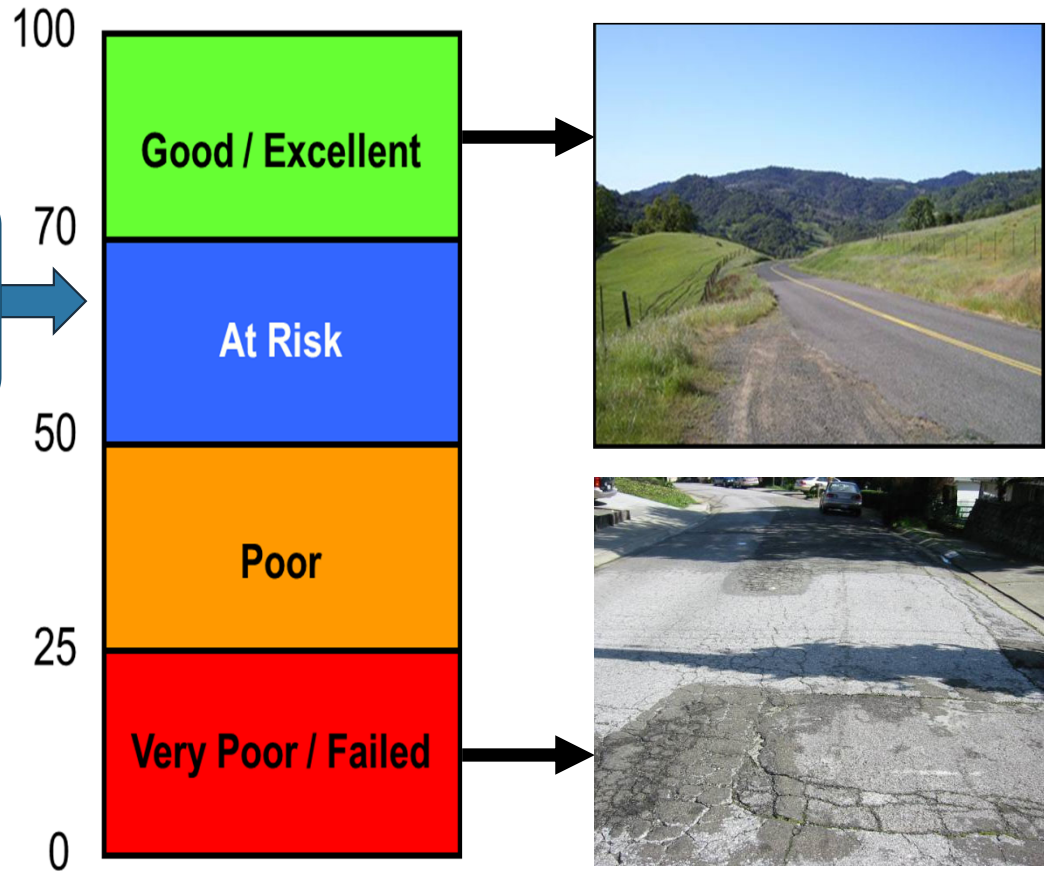 100
Good / Excellent
70
At Risk
50
Poor
25
Very Poor / Failed
0